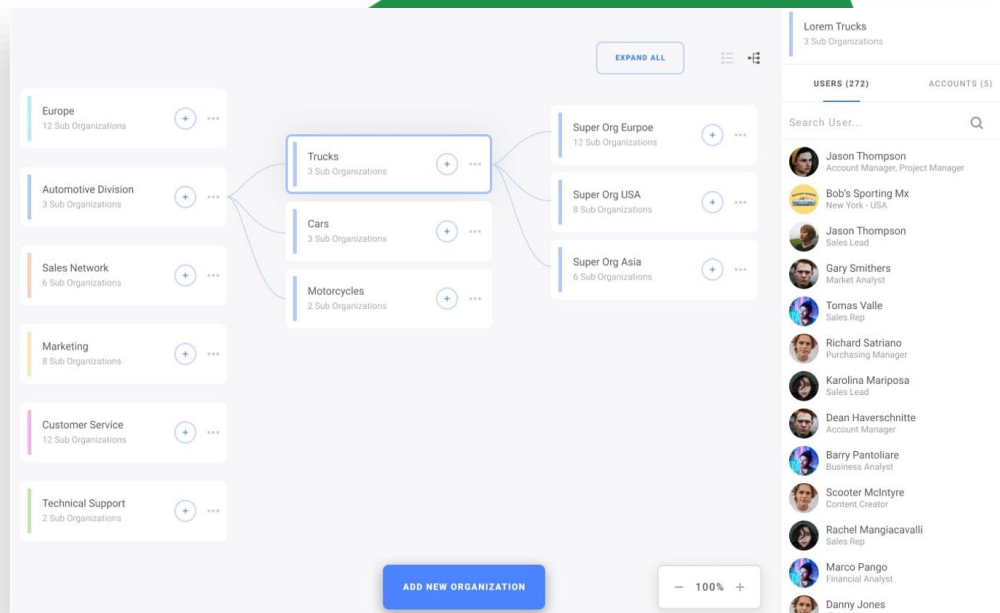 EXPAND ALL
Europe
12 Sub Organizations
Automotive Division
3 Sub Organizations
Sales Network
6 Sub Organizations
Marketing
8 Sub Organizations
Customer Service
12 Sub Organizations
Technical Support
2 Sub Organizations
Trucks
3 Sub Organizations
Cars
3 Sub Organizations
Motorcycles
2 Sub Organizations
Super Org Eurpoe
12 Sub Organizations
Super Org USA
8 Sub Organizations
Super Org Asia
6 Sub Organizations
ADD NEW ORGANIZATION
− 100% +
Lorem Trucks
3 Sub Organizations
USERS (272) ACCOUNTS (5)
Search User...
Jason Thompson
Account Manager, Project Manager
Bob's Sporting Mx
New York - USA
Jason Thompson
Sales Lead
Gary Smithers
Market Analyst
Tomas Valle
Sales Rep
Richard Satriano
Purchasing Manager
Karolina Mariposa
Sales Lead
Dean Haverschnitte
Account Manager
Barry Pantoliare
Business Analyst
Scooter McIntyre
Content Creator
Rachel Mangiacavalli
Sales Rep
Marco Pango
Financial Analyst
Danny Jones